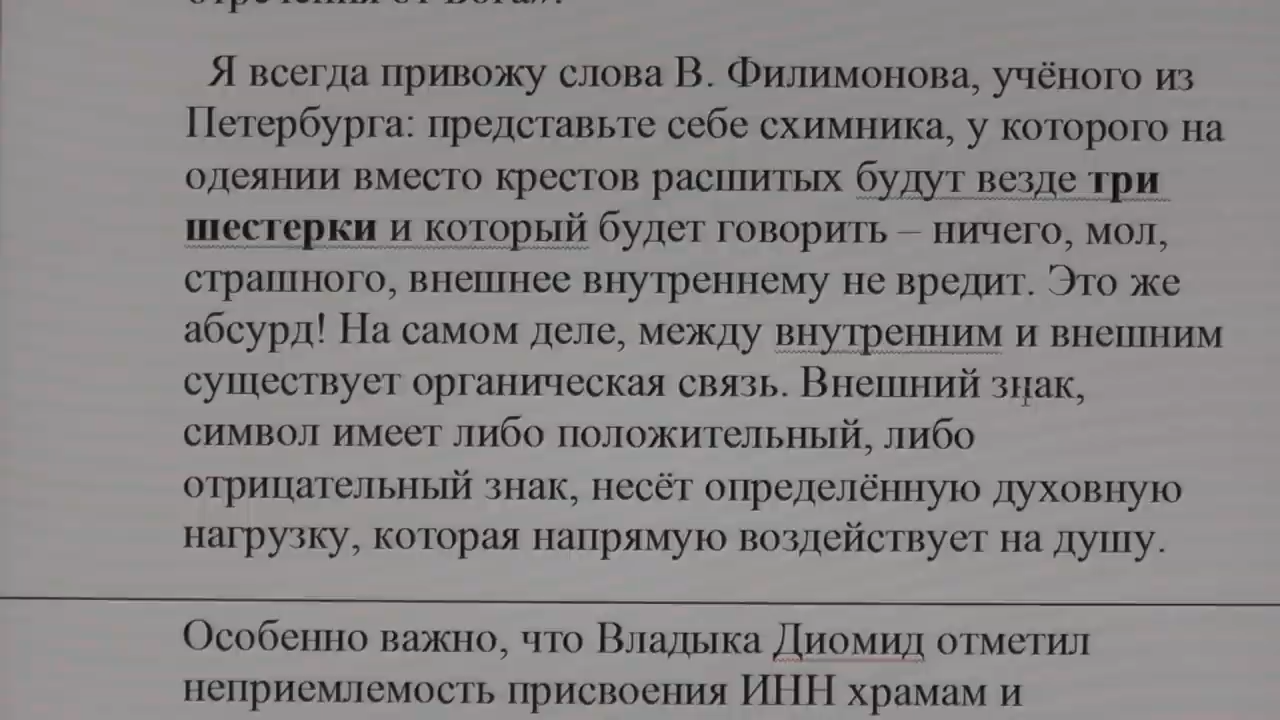 отречения от Бога».
Я всегда привожу слова В. Филимонова, учёного из
Петербурга: представьте себе схимника, у которого на
одеянии вместо крестов расшитых будут везде три
шестерки и который будет говорить – ничего, мол,
страшного, внешнее внутреннему не вредит. Это же
абсурд! На самом деле, между внутренним и внешним
существует органическая связь. Внешний знак,
символ имеет либо положительный, либо
отрицательный знак, несёт определённую духовную
нагрузку, которая напрямую воздействует на душу.
Особенно важно, что Владыка Диомид отметил
неприемлемость присвоения ИНН храмам и